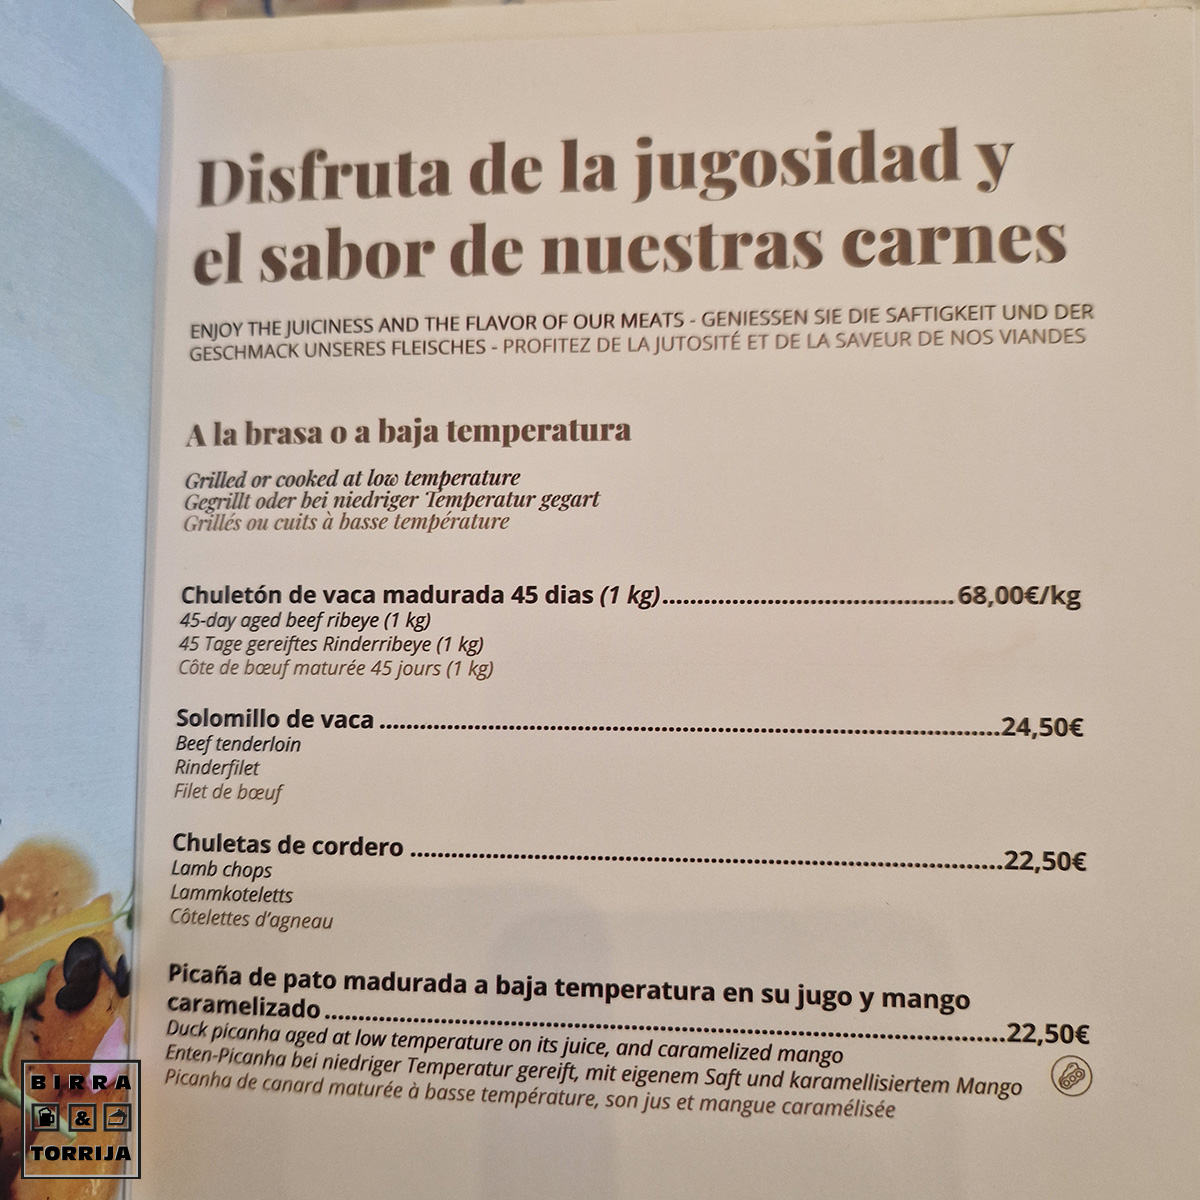 Disfruta de la jugosidad y
el sabor de nuestras carnes
ENJOY THE JUICINESS AND THE FLAVOR OF OUR MEATS - GENIESSEN SIE DIE SAFTIGKEIT UND DER
GESCHMACK UNSERES FLEISCHES - PROFITEZ DE LA JUTOSITÉ ET DE LA SAVEUR DE NOS VIANDES
A la brasa o a baja temperatura
Grilled or cooked at low temperature
Gegrillt oder bei niedriger Temperatur gegart
Grillés ou cuits à basse température
Chuletón de vaca madurada 45 dias (1 kg)....................................68,00€/kg
45-day aged beef ribeye (1 kg)
45 Tage gereiftes Rinderribeye (1 kg)
Côte de bœuf maturée 45 jours (1 kg)
Solomillo de vaca ....................................24,50€
Beef tenderloin
Rinderfilet
Filet de bœuf
Chuletas de cordero ....................................22,50€
Lamb chops
Lammkoteletts
Côtelettes d'agneau
Picaña de pato madurada a baja temperatura en su jugo y mango
caramelizado....................................22,50€
Duck picanha aged at low temperature on its juice, and caramelized mango
Enten-Picanha bei niedriger Temperatur gereift, mit eigenem Saft und karamellisiertem Mango
Picanha de canard maturée à basse température, son jus et mangue caramélisée
BIRRA
&
TORRIJA